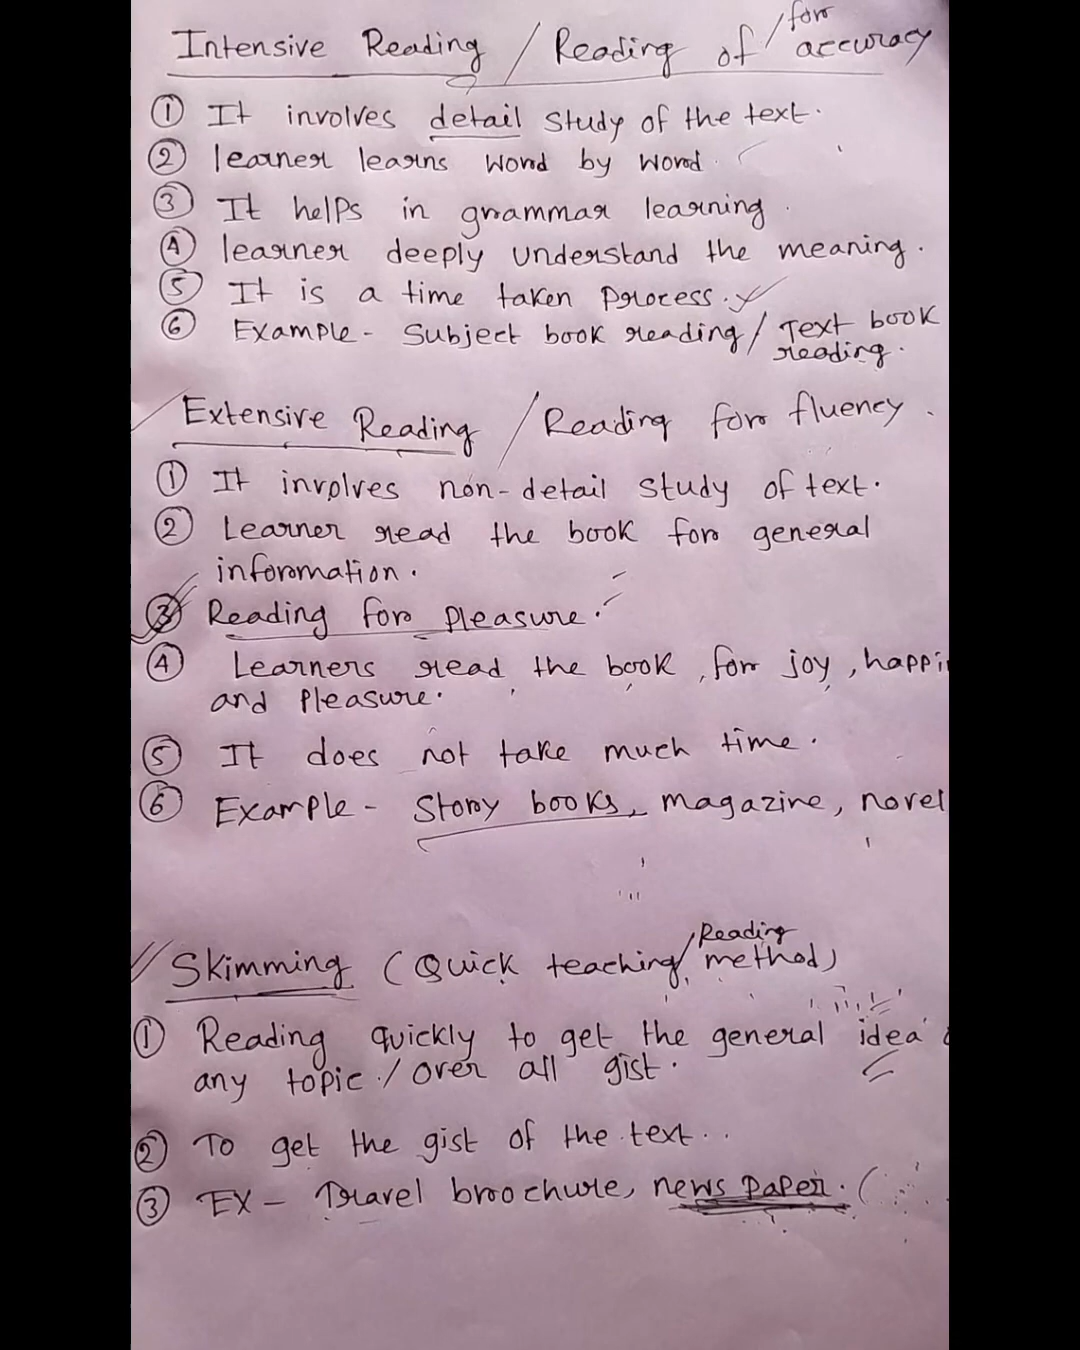 Intensive Reading / Reading of / for accuracy
① It involves detail study of the text.
② learner learns word by word.
③ It helps in grammar learning.
④ learner deeply understand the meaning.
⑤ It is a time taken process.
⑥ Example - Subject book reading / Text book
reading.
Extensive Reading / Reading for fluency.
① It involves non-detail study of text.
② Learner read the book for general
information.
③ Reading for pleasure.
④ Learners read the book, for joy, happi
and pleasure.
⑤ It does not take much time.
⑥ Example - Story books, magazine, novel
Skimming (Quick teaching / Reading method)
① Reading quickly to get the general idea
any topic. / over all gist.
② To get the gist of the text..
③ EX - Travel broochure, news paper. (